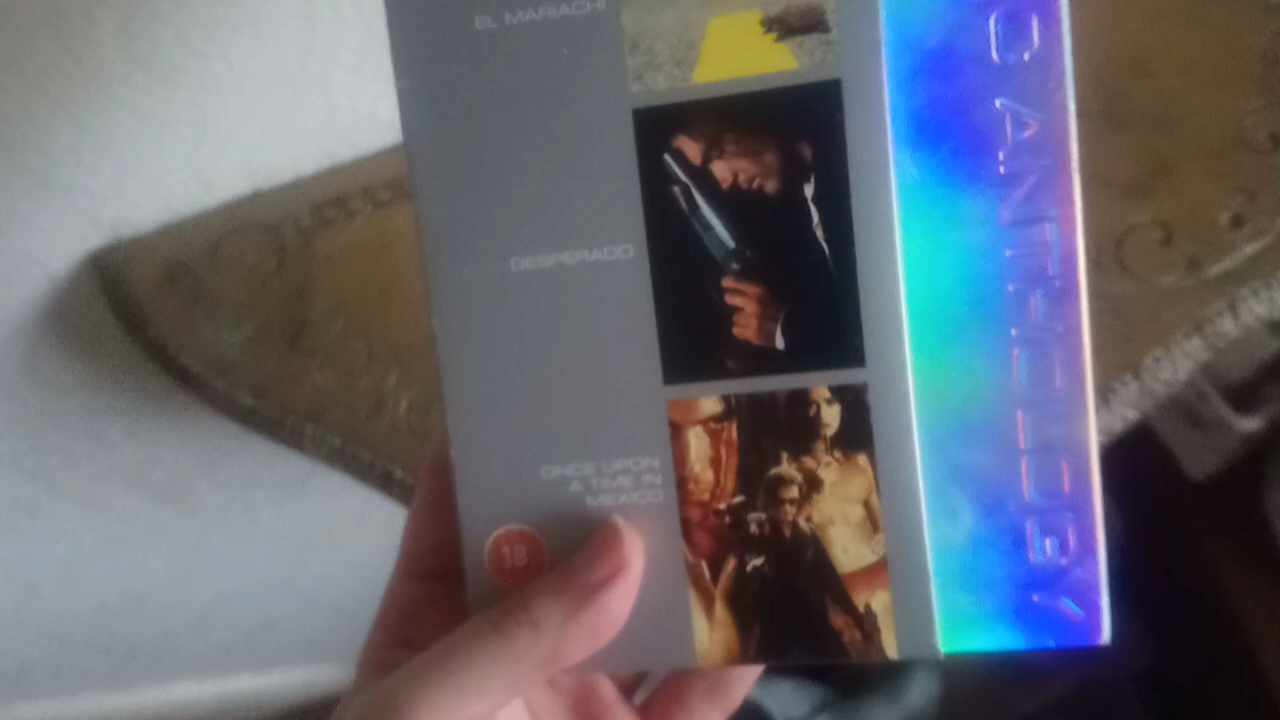 EL MARIACHI
DESPERADO
ONCE UPON
A TIME IN
MEXICO
18
ANTHOLOGY